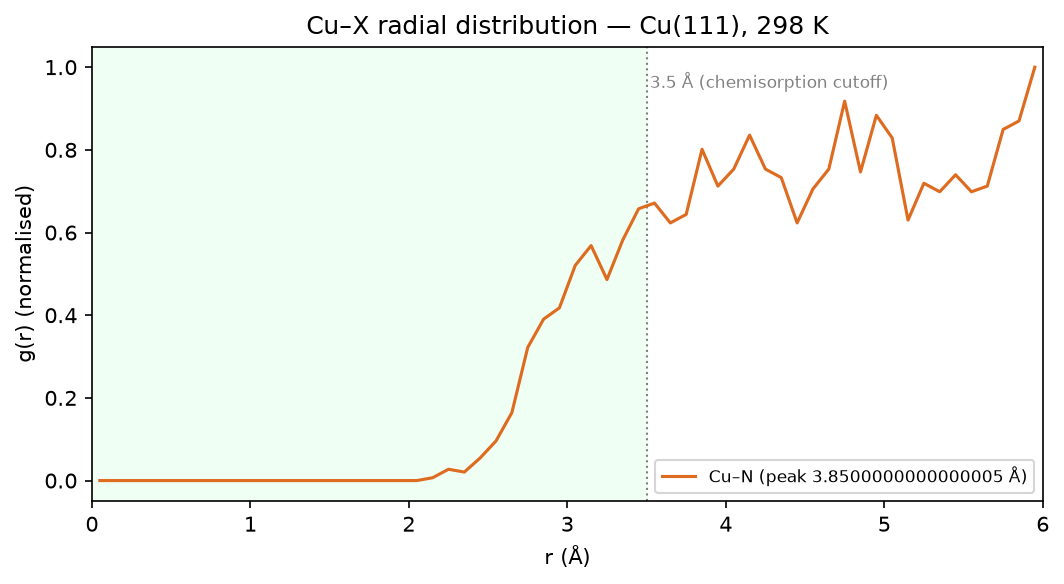 Cu–X radial distribution — Cu(111), 298 K
g(r) (normalised)
1.0
0.8
0.6
0.4
0.2
0.0
3.5 Å (chemisorption cutoff)
Cu–N (peak 3.8500000000000005 Å)
0 1 2 3 4 5 6
r (Å)